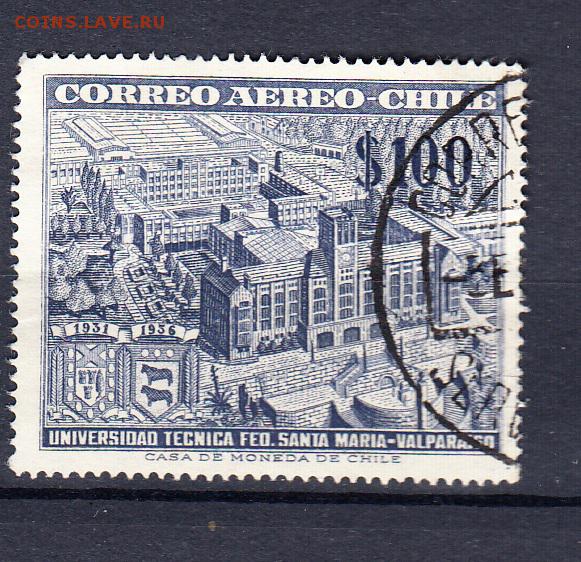 COINS.LAVE.RU
CORREO AEREO-CHILE
$100
1931 1956
UNIVERSIDAD TECNICA FED. SANTA MARIA-VALPARAISO
CASA DE MONEDA DE CHILE